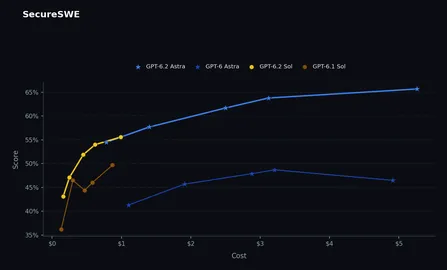 SecureSWE
GPT-6.2 Astra
GPT-6 Astra
GPT-6.2 Sol
GPT-6.1 Sol
65%
60%
55%
50%
45%
40%
35%
Score
$0
$1
$2
$3
$4
$5
Cost